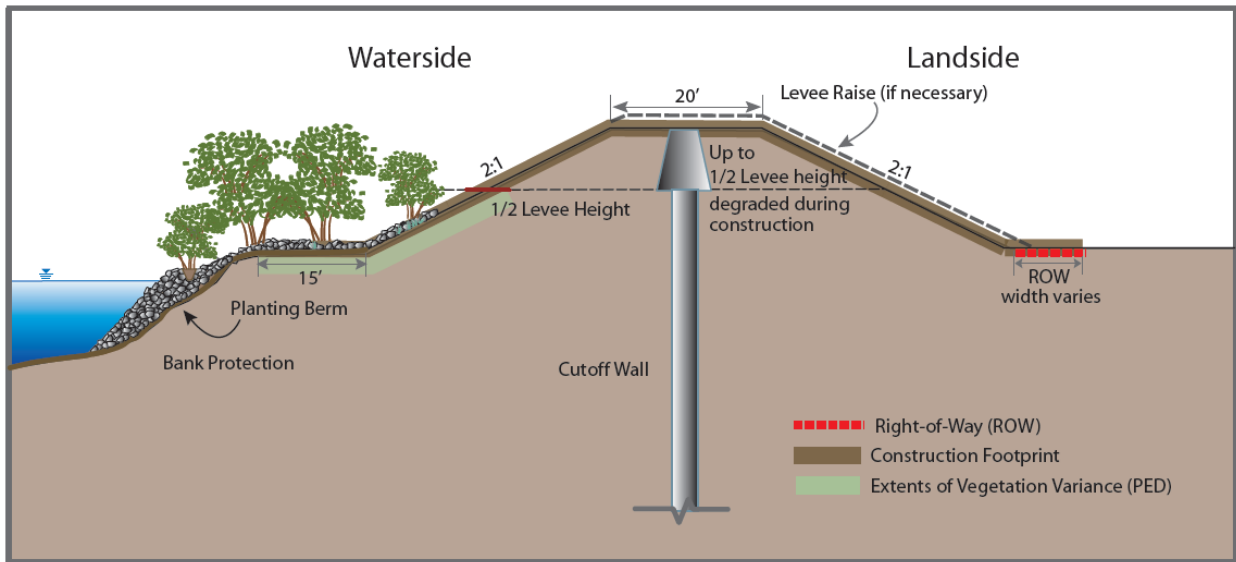 Waterside
Landside
20'
Levee Raise (if necessary)
2:1
Up to
1/2 Levee height
degraded during
construction
2:1
1/2 Levee Height
15'
ROW
width varies
Planting Berm
Bank Protection
Cutoff Wall
Right-of-Way (ROW)
Construction Footprint
Extents of Vegetation Variance (PED)